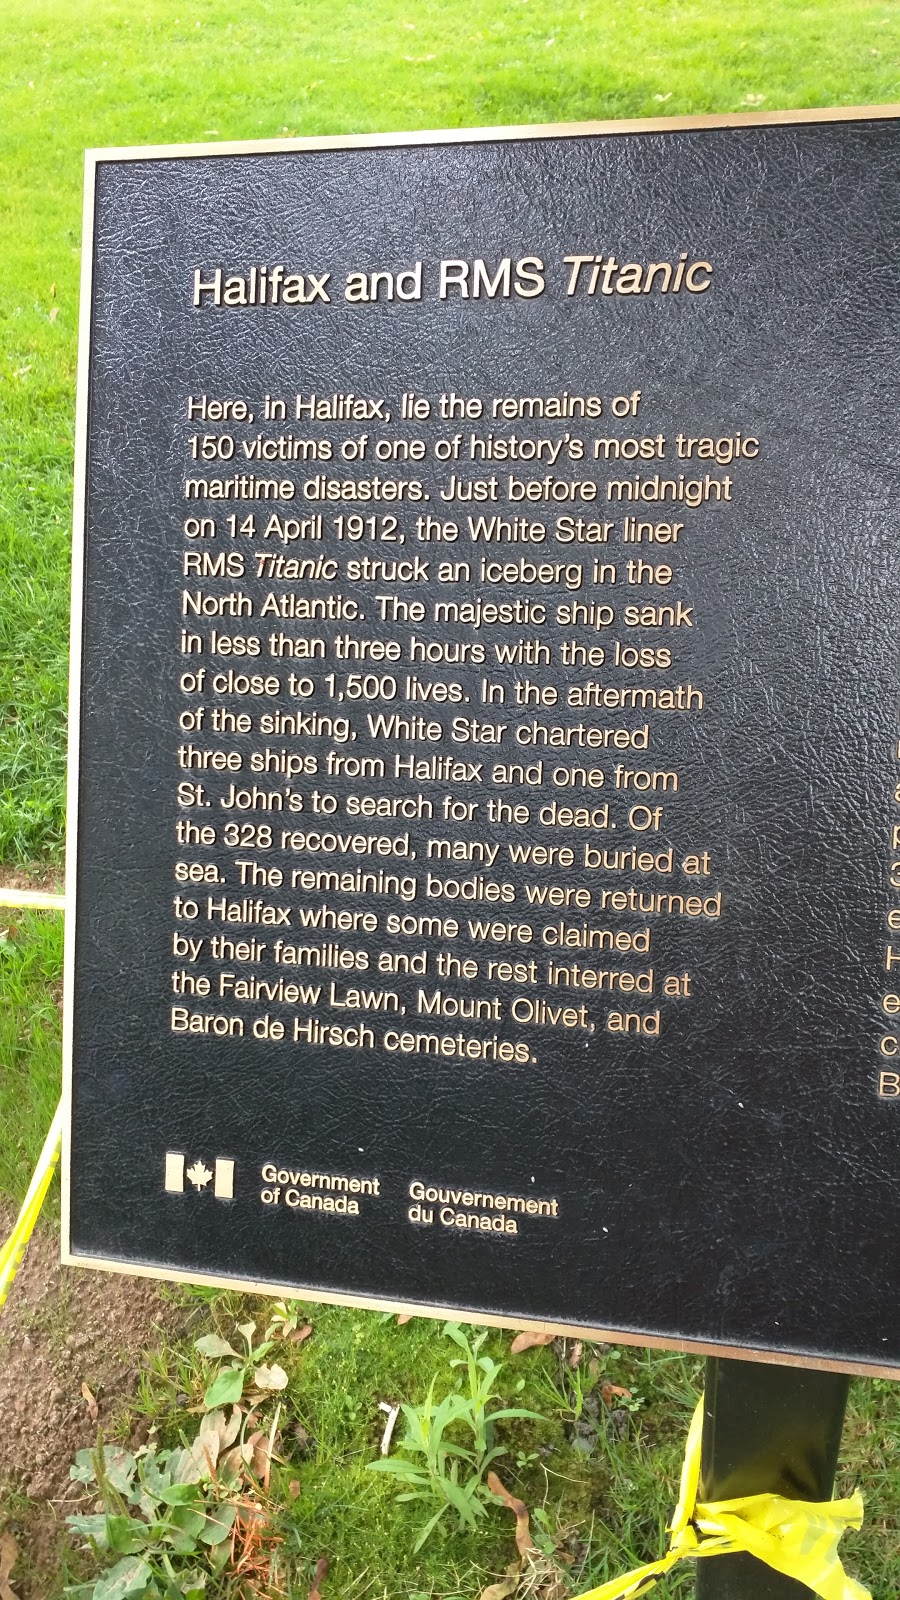 Halifax and RMS Titanic
Here, in Halifax, lie the remains of
150 victims of one of history's most tragic
maritime disasters. Just before midnight
on 14 April 1912, the White Star liner
RMS Titanic struck an iceberg in the
North Atlantic. The majestic ship sank
in less than three hours with the loss
of close to 1,500 lives. In the aftermath
of the sinking, White Star chartered
three ships from Halifax and one from
St. John's to search for the dead. Of
the 328 recovered, many were buried at
sea. The remaining bodies were returned
to Halifax where some were claimed
by their families and the rest interred at
the Fairview Lawn, Mount Olivet, and
Baron de Hirsch cemeteries.
Government
of Canada
Gouvernement
du Canada